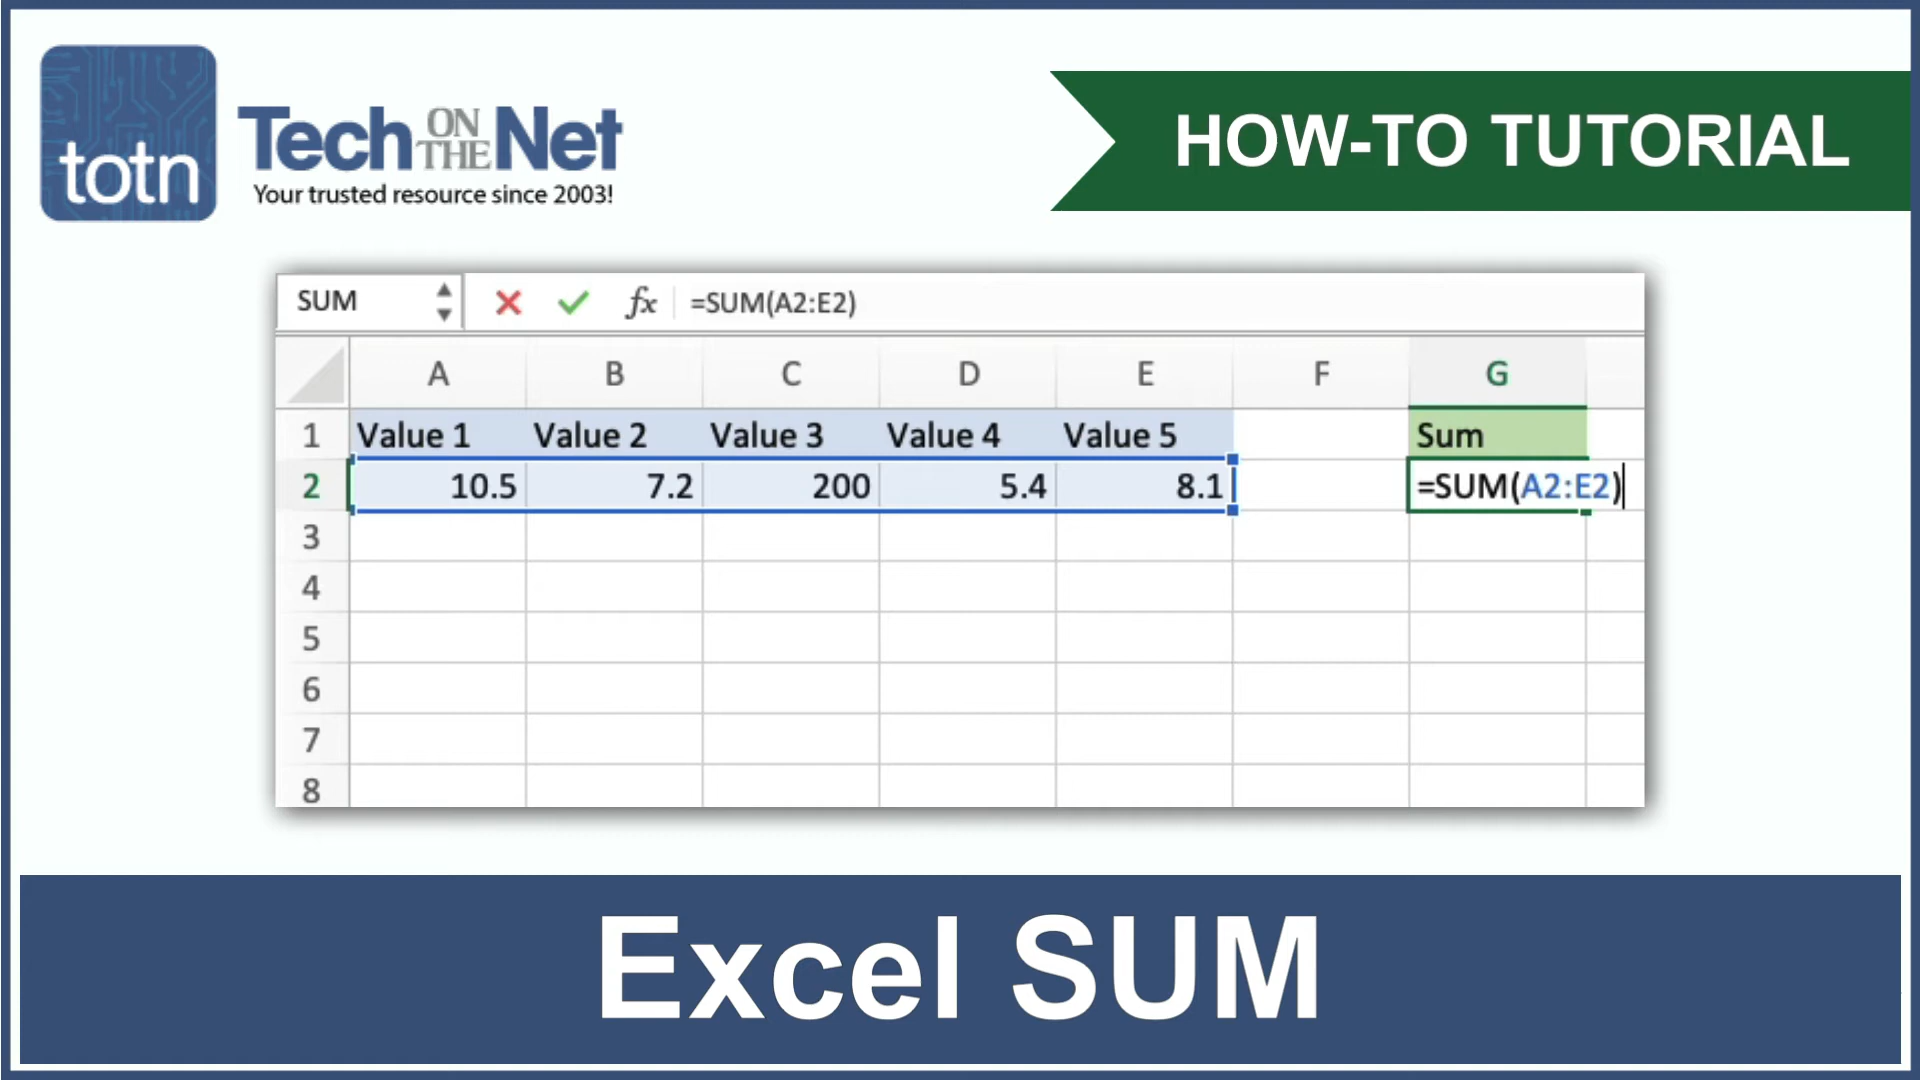 totn
Tech ON THE Net
Your trusted resource since 2003!
HOW-TO TUTORIAL
SUM fx =SUM(A2:E2)
A B C D E F G
1 Value 1 Value 2 Value 3 Value 4 Value 5 Sum
2 10.5 7.2 200 5.4 8.1 =SUM(A2:E2)
3
4
5
6
7
8
Excel SUM